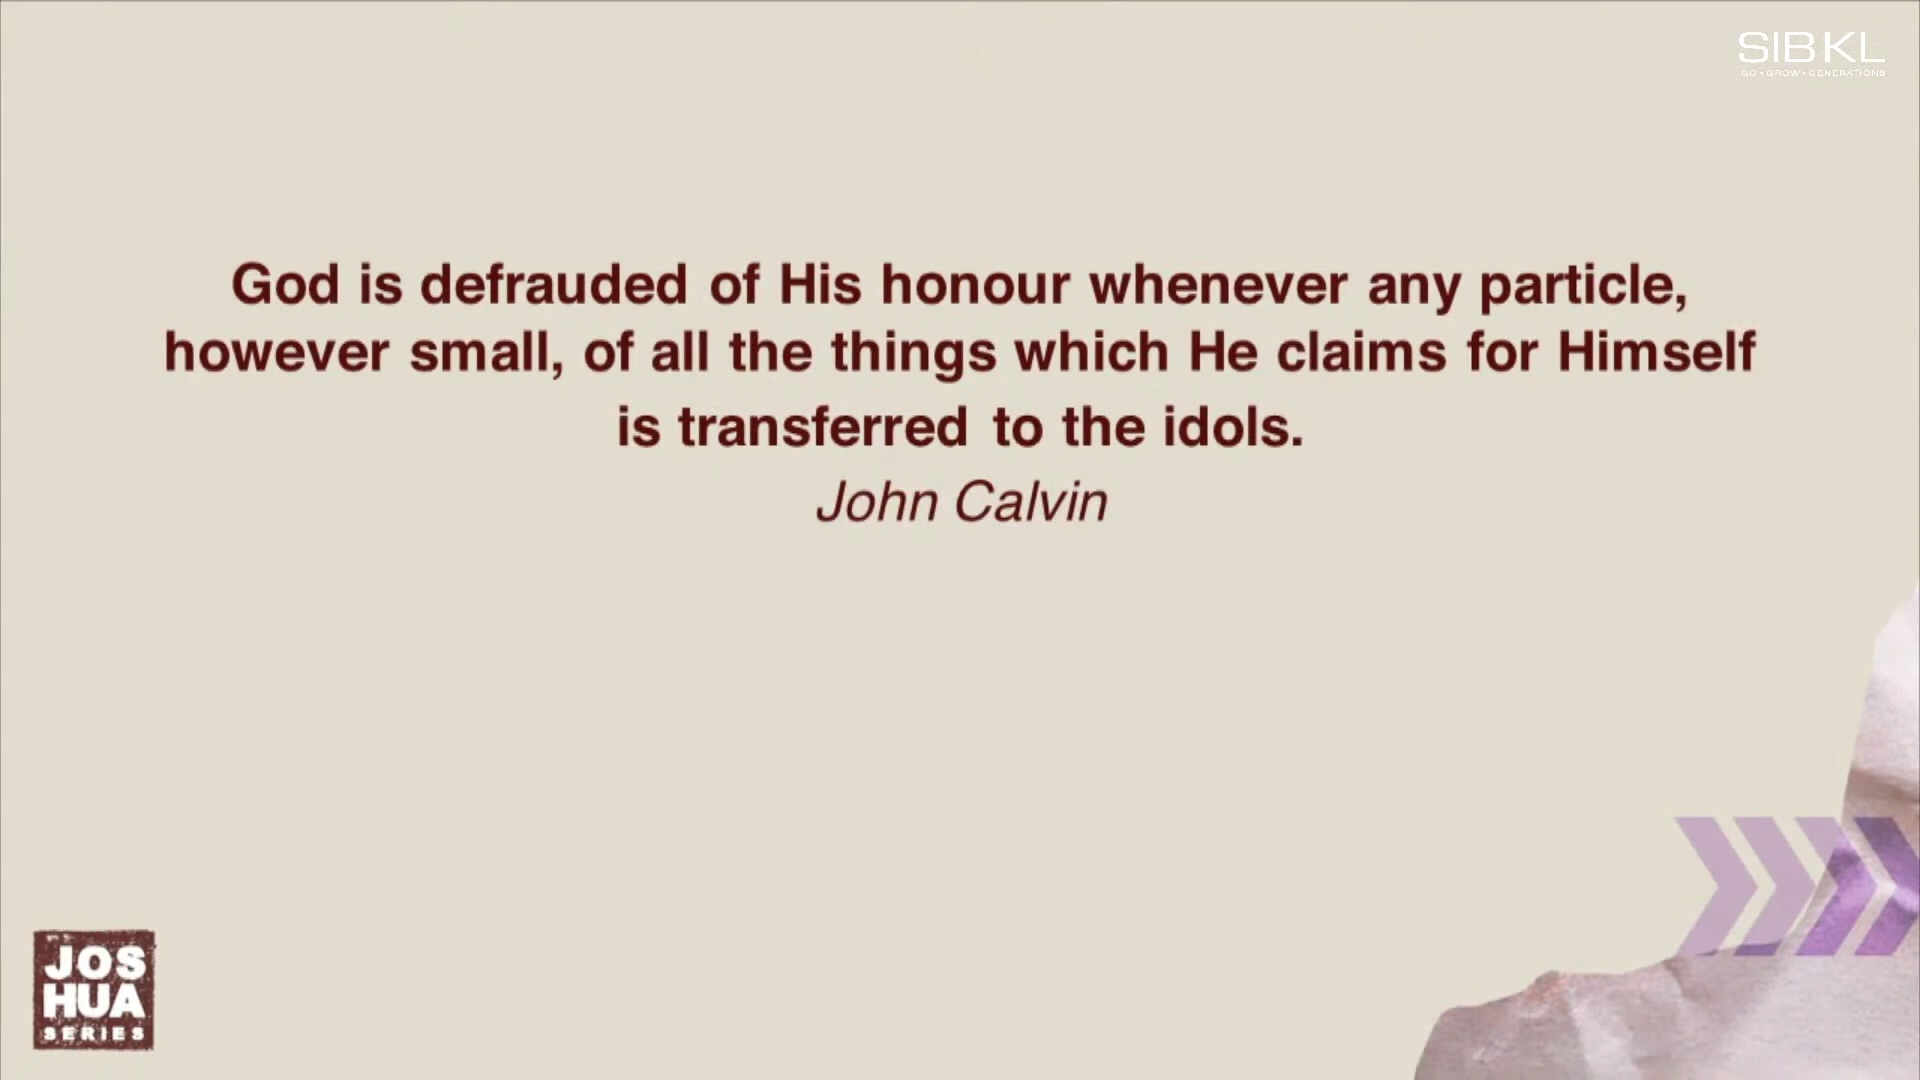 SIBKL
GO • GROW • GENERATIONS
God is defrauded of His honour whenever any particle,
however small, of all the things which He claims for Himself
is transferred to the idols.
John Calvin
JOS
HUA
SERIES